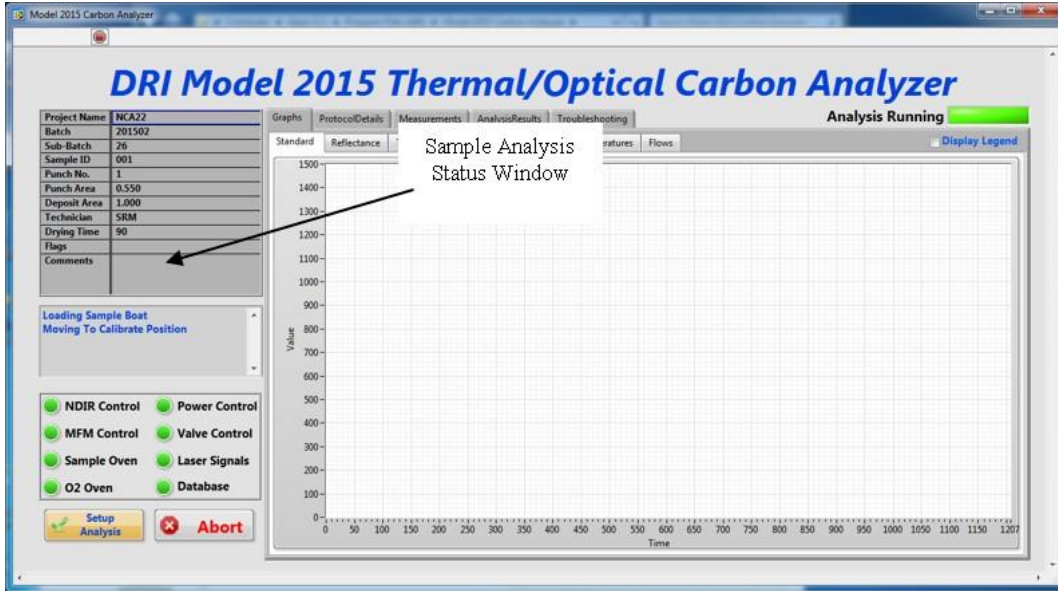 Model 2015 Carbon Analyzer
DRI Model 2015 Thermal/Optical Carbon Analyzer
Project Name NCA22
Batch 201502
Sub-Batch 26
Sample ID 001
Punch No. 1
Punch Area 0.550
Deposit Area 1.000
Technician SRM
Drying Time 90
Flags
Comments
Loading Sample Boat
Moving To Calibrate Position
NDIR Control Power Control
MFM Control Valve Control
Sample Oven Laser Signals
O2 Oven Database
Setup
Analysis
Abort
Graphs ProtocolDetails Measurements AnalysisResults Troubleshooting
Analysis Running
Standard Reflectance Flows
Display Legend
Sample Analysis
Status Window
Value
1500
1400
1300
1200
1100
1000
900
800
700
600
500
400
300
200
100
0
0 50 100 150 200 250 300 350 400 450 500 550 600 650 700 750 800 850 900 950 1000 1050 1100 1150 1207
Time